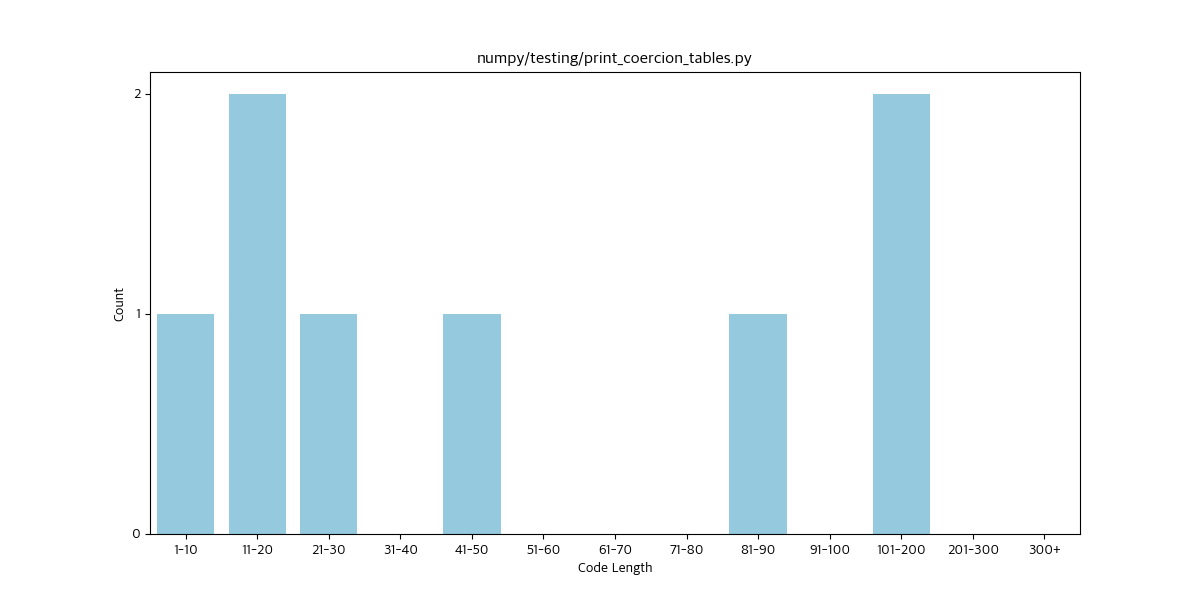 numpy/testing/print_coercion_tables.py
Count
2
1
0
1-10 11-20 21-30 31-40 41-50 51-60 61-70 71-80 81-90 91-100 101-200 201-300 300+
Code Length